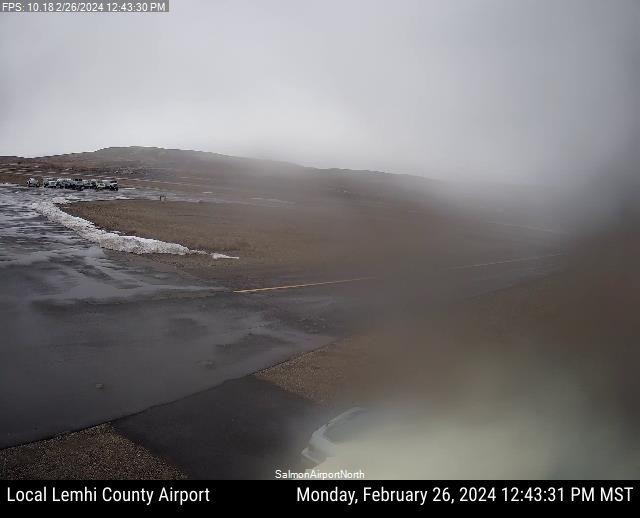 FPS: 10.18 2/26/2024 12:43:30 PM
SalmonAirportNorth
Local Lemhi County Airport Monday, February 26, 2024 12:43:31 PM MST